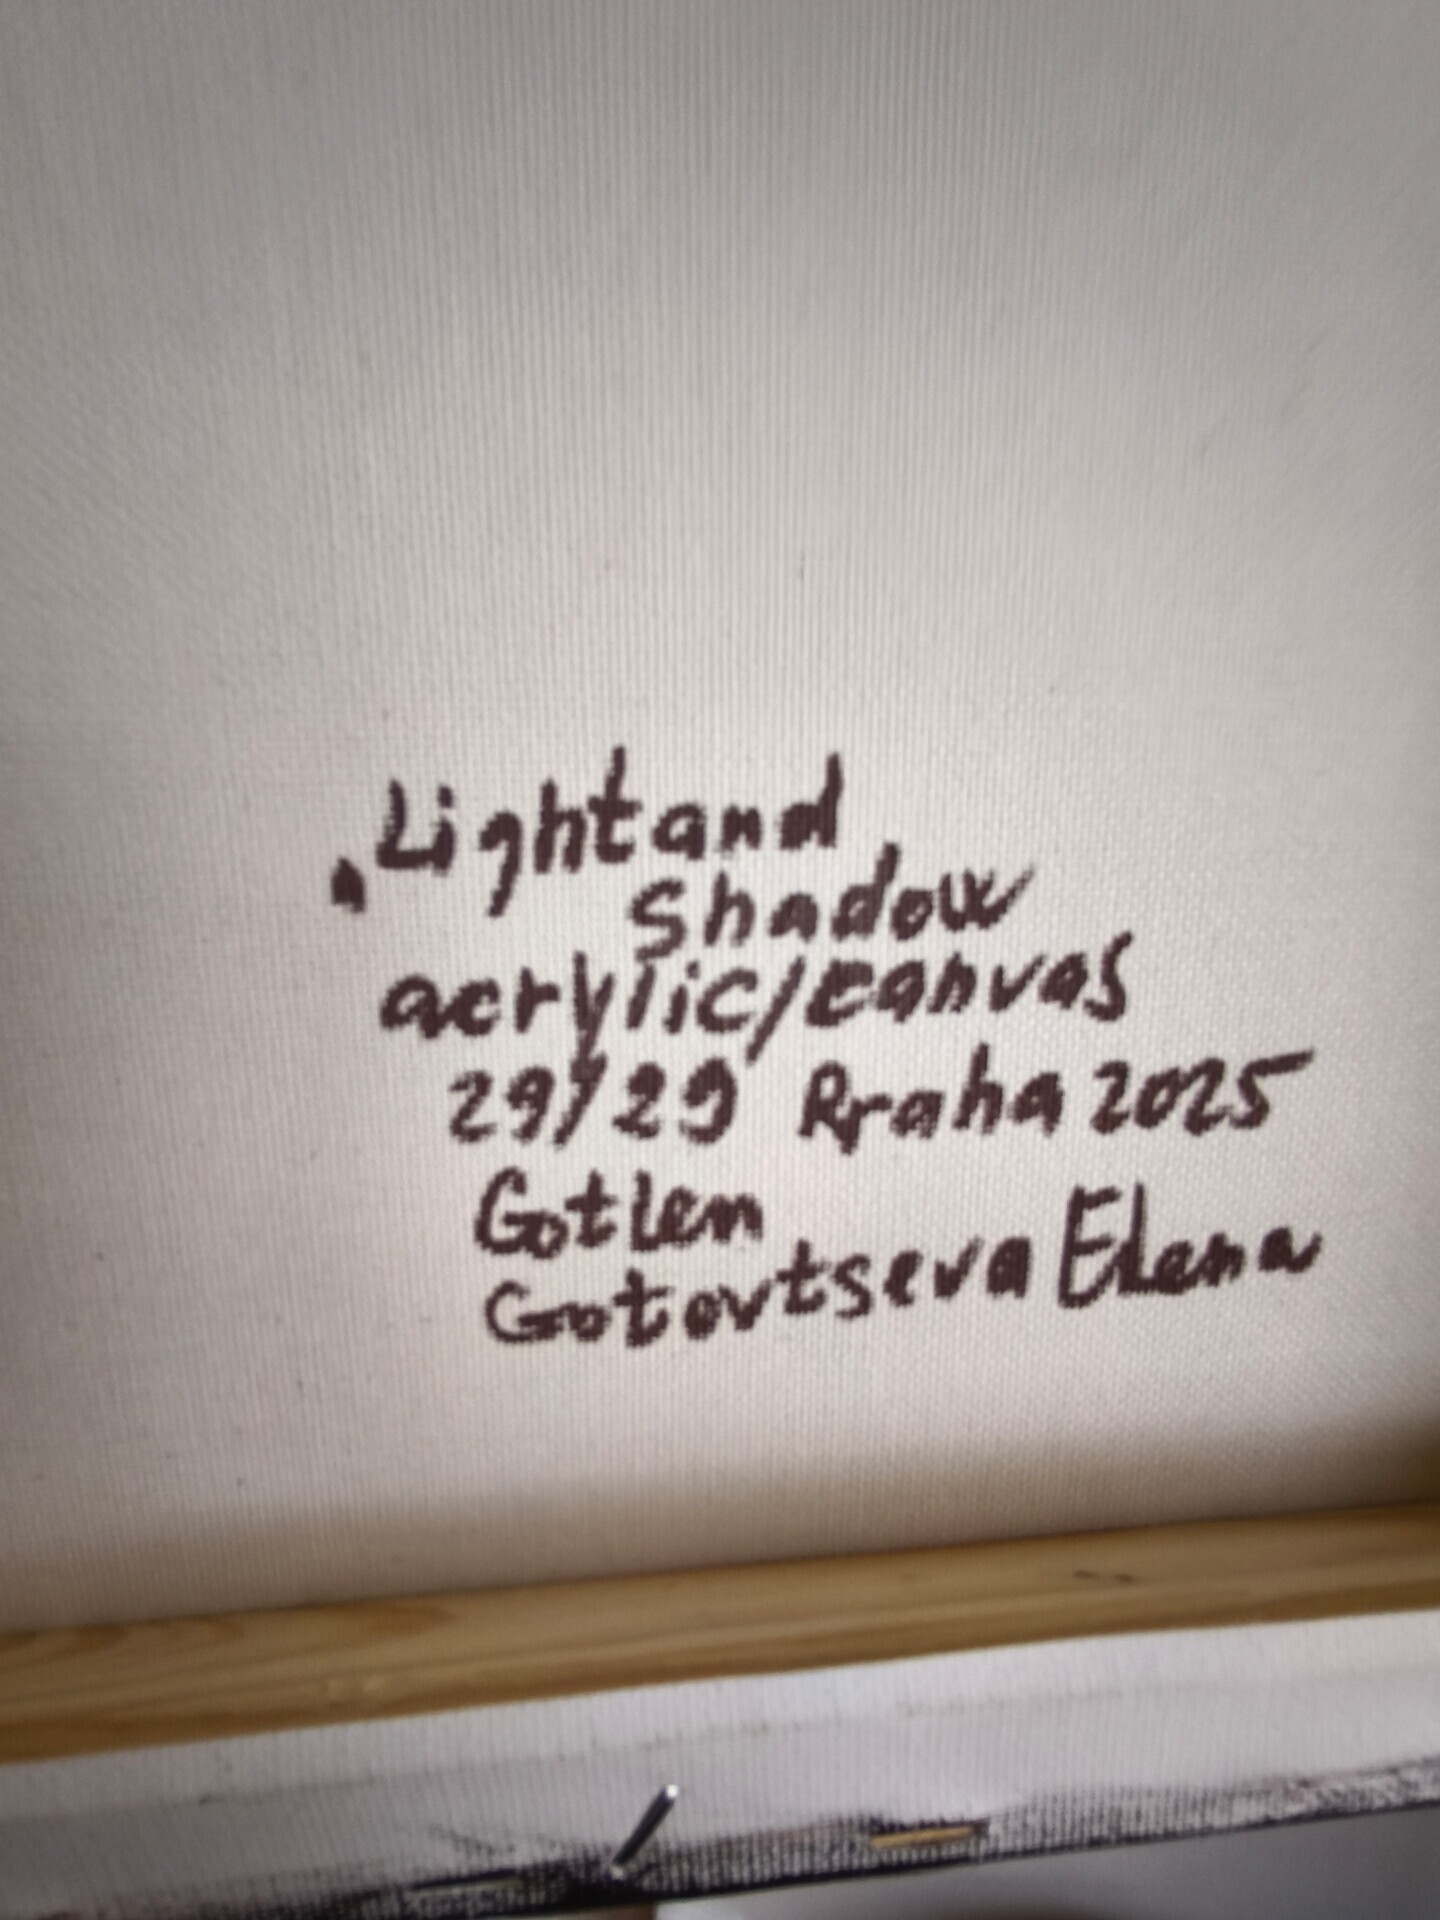 Light and
Shadow
acrylic/canvas
29/29 Praha 2025
Gotlen
Gotovtseva Elena